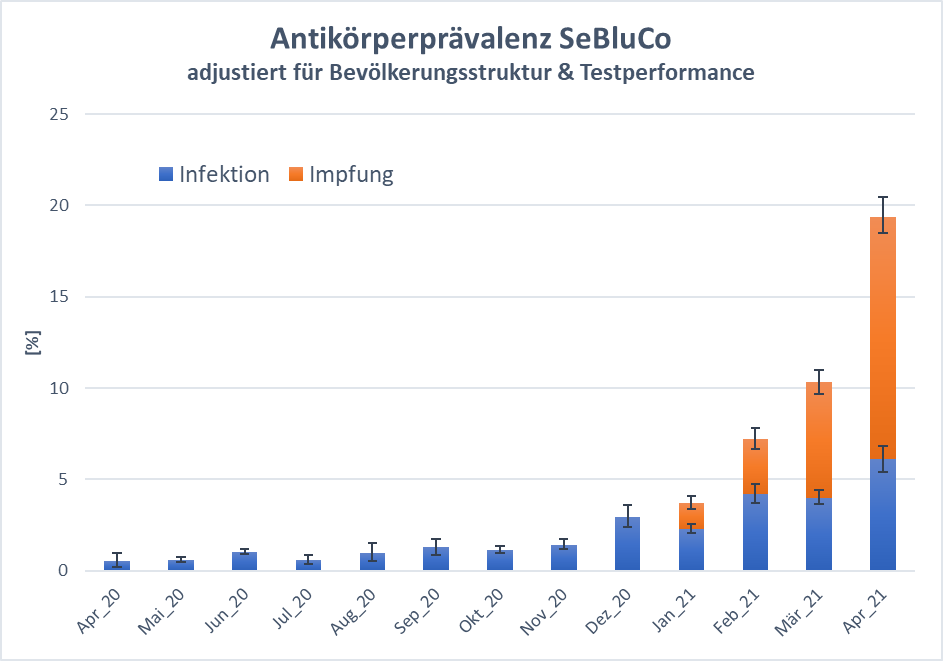 Antikörperprävalenz SeBluCo
adjustiert für Bevölkerungsstruktur & Testperformance
25
Infektion Impfung
20
15
[%]
10
5
0
Apr_20 Mai_20 Jun_20 Jul_20 Aug_20 Sep_20 Okt_20 Nov_20 Dez_20 Jan_21 Feb_21 Mär_21 Apr_21